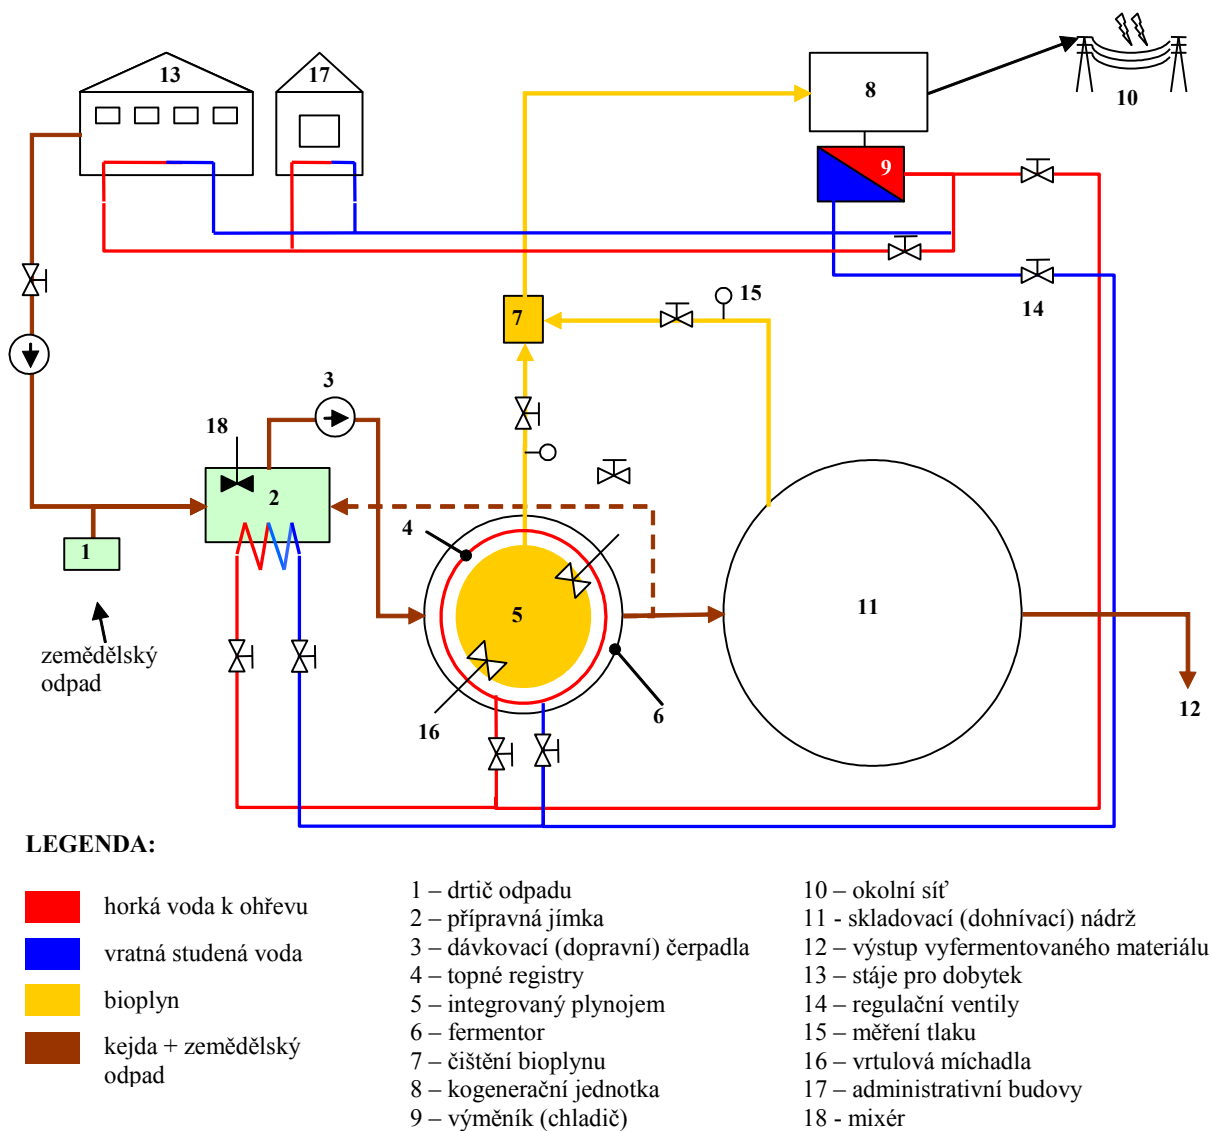 13
17
8
10
9
7
15
14
3
18
2
4
1
5
11
zemědělský
odpad
16
6
12
LEGENDA:
horká voda k ohřevu
vratná studená voda
bioplyn
kejda + zemědělský
odpad
1 – drtič odpadu
2 – přípravná jímka
3 – dávkovací (dopravní) čerpadla
4 – topné registry
5 – integrovaný plynojem
6 – fermentor
7 – čištění bioplynu
8 – kogenerační jednotka
9 – výměník (chladič)
10 – okolní síť
11 - skladovací (dohnívací) nádrž
12 – výstup vyfermentovaného materiálu
13 – stáje pro dobytek
14 – regulační ventily
15 – měření tlaku
16 – vrtulová míchadla
17 – administrativní budovy
18 - mixér